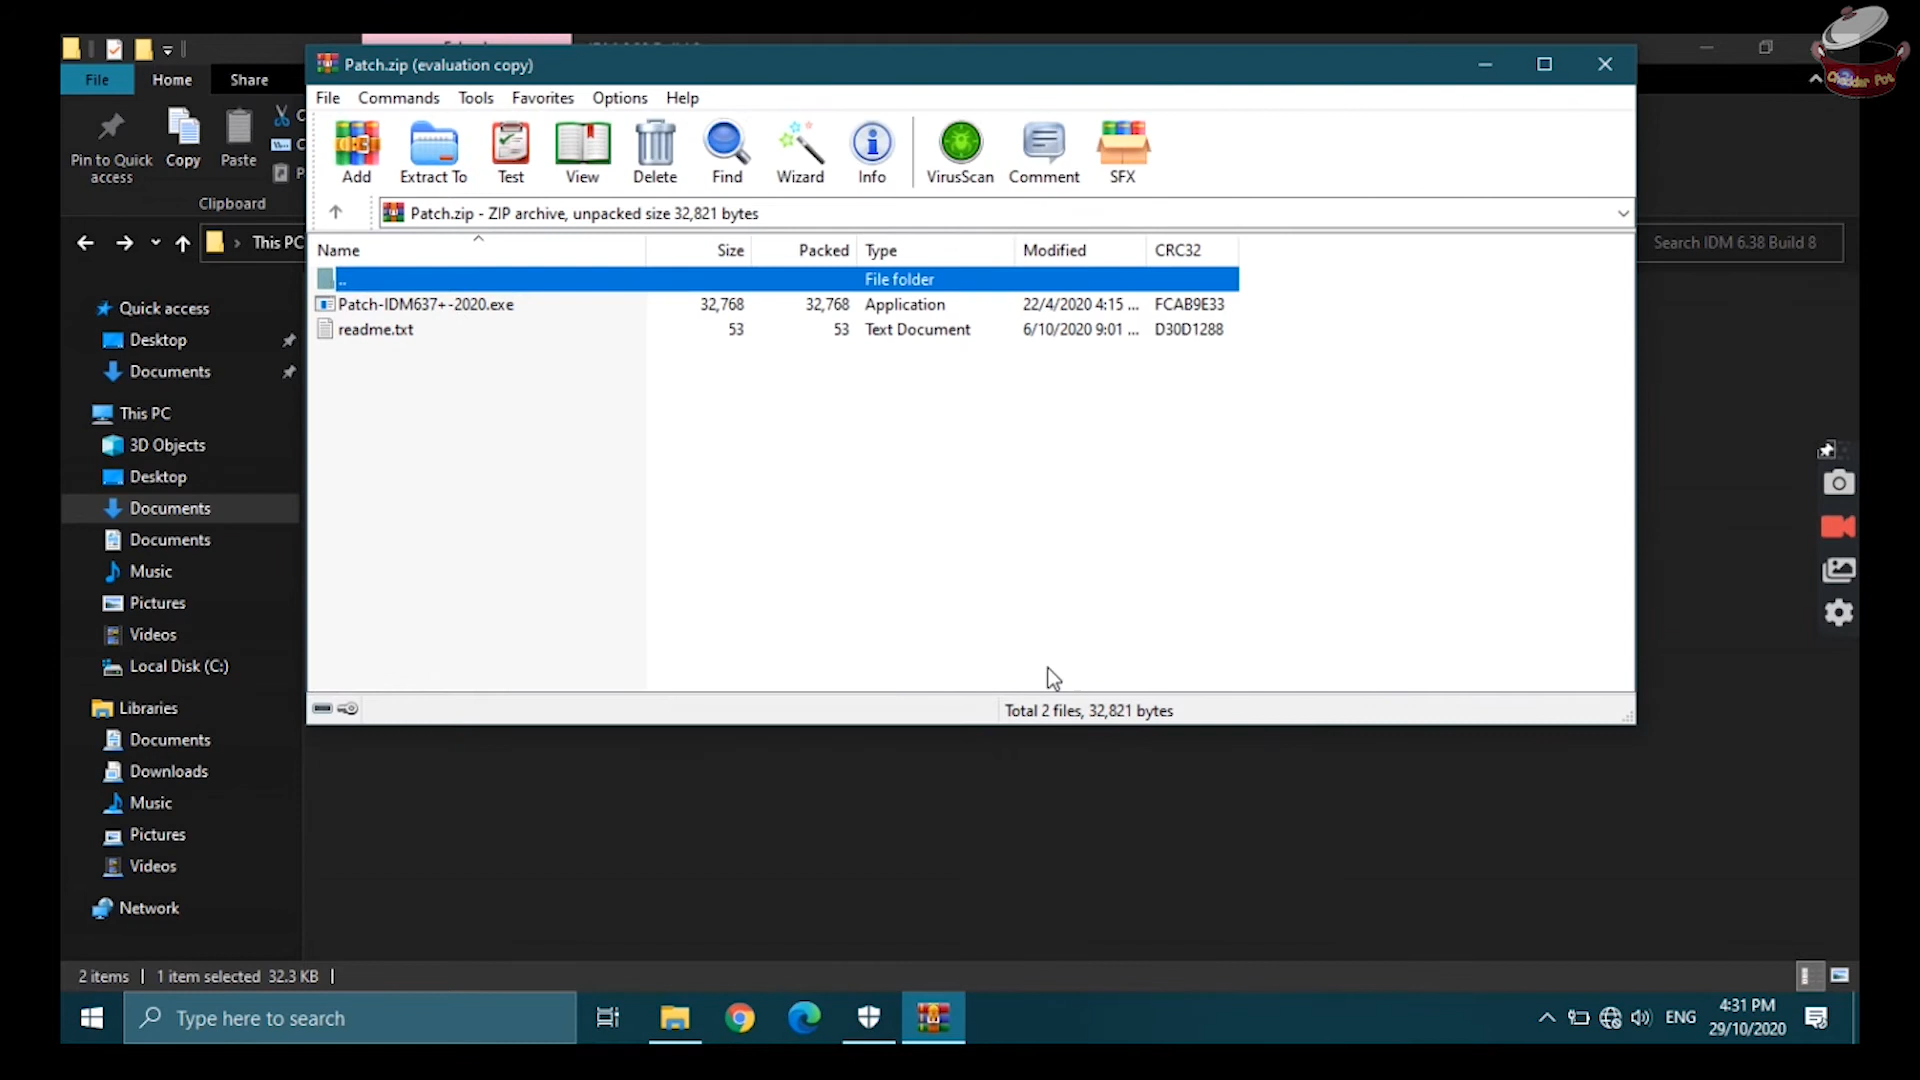 Patch.zip (evaluation copy)
File Home Share
File Commands Tools Favorites Options Help
Pin to Quick access
Copy
Paste
Clipboard
Add
Extract To
Test
View
Delete
Find
Wizard
Info
VirusScan
Comment
SFX
This PC
Patch.zip - ZIP archive, unpacked size 32,821 bytes
Search IDM 6.38 Build 8
Name Size Packed Type Modified CRC32
.. File folder
Patch-IDM637+-2020.exe 32,768 32,768 Application 22/4/2020 4:15 ... FCAB9E33
readme.txt 53 53 Text Document 6/10/2020 9:01 ... D30D1288
Total 2 files, 32,821 bytes
Quick access
Desktop
Documents
This PC
3D Objects
Desktop
Documents
Documents
Music
Pictures
Videos
Local Disk (C:)
Libraries
Documents
Downloads
Music
Pictures
Videos
Network
2 items 1 item selected 32.3 KB
Type here to search
ENG
4:31 PM
29/10/2020